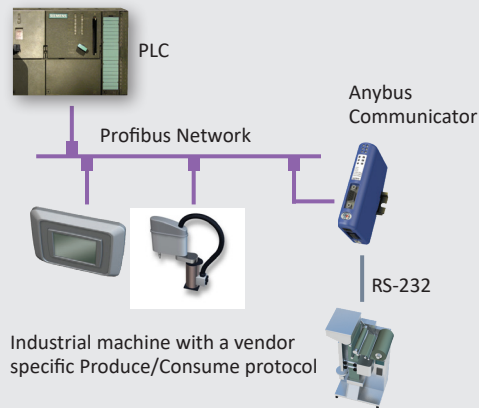 PLC
Anybus
Communicator
Profibus Network
RS-232
Industrial machine with a vendor
specific Produce/Consume protocol